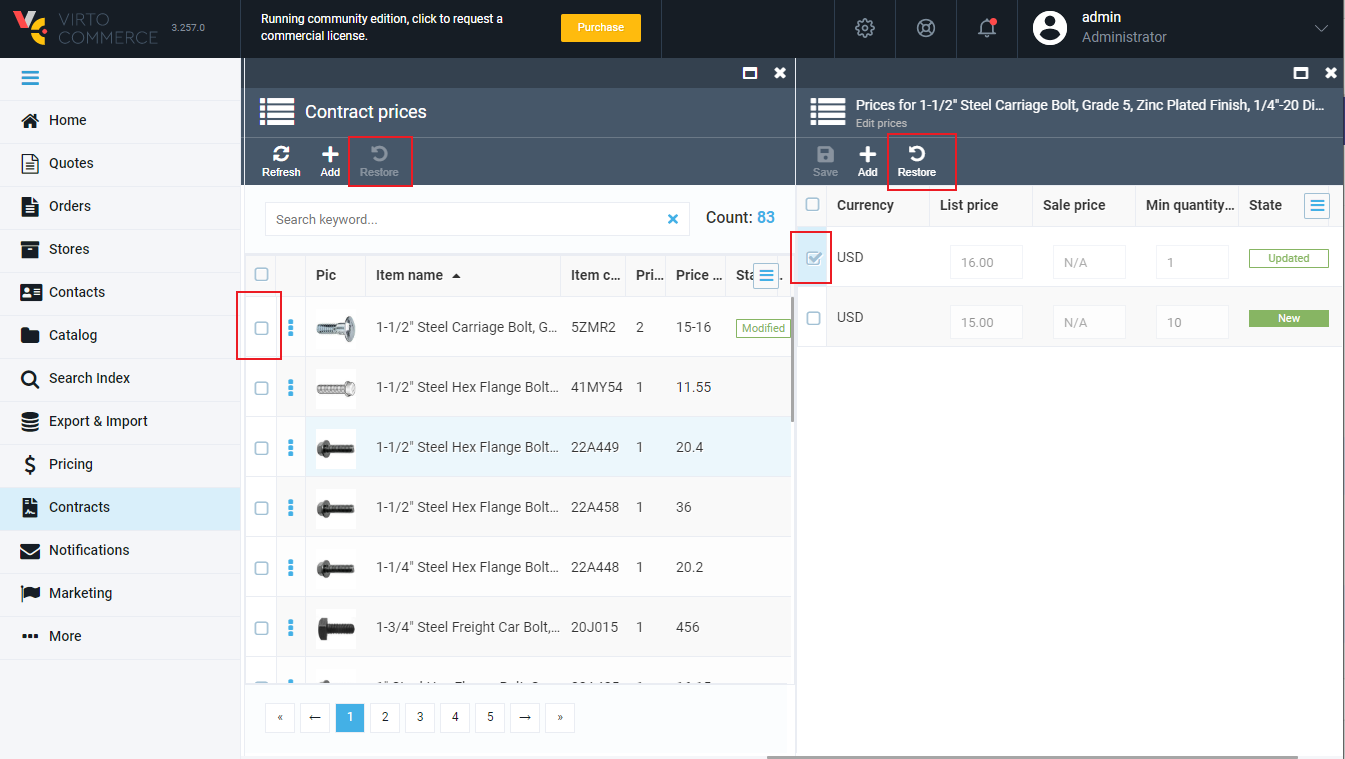 VIRTO
COMMERCE
3.257.0
Running community edition, click to request a
commercial license.
Purchase
admin
Administrator
Home
Quotes
Orders
Stores
Contacts
Catalog
Search Index
Export & Import
Pricing
Contracts
Notifications
Marketing
More
Contract prices
Refresh
Add
Restore
Search keyword...
Count: 83
Pic Item name Item c... Pri... Price ...
1-1/2" Steel Carriage Bolt, G... 5ZMR2 2 15-16 Modified
1-1/2" Steel Hex Flange Bolt... 41MY54 1 11.55
1-1/2" Steel Hex Flange Bolt... 22A449 1 20.4
1-1/2" Steel Hex Flange Bolt... 22A458 1 36
1-1/4" Steel Hex Flange Bolt... 22A448 1 20.2
1-3/4" Steel Freight Car Bolt,... 20J015 1 456
« ← 1 2 3 4 5 → »
Prices for 1-1/2" Steel Carriage Bolt, Grade 5, Zinc Plated Finish, 1/4"-20 Di...
Edit prices
Save
Add
Restore
Currency List price Sale price Min quantity... State
USD 16.00 N/A 1 Updated
USD 15.00 N/A 10 New